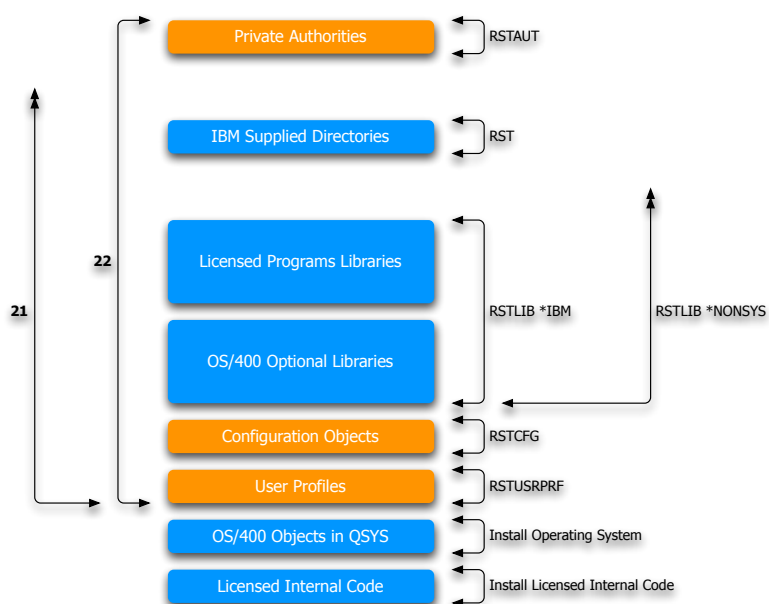 Private Authorities
RSTAUT
IBM Supplied Directories
RST
22
Licensed Programs Libraries
21
RSTLIB *IBM
RSTLIB *NONSYS
OS/400 Optional Libraries
Configuration Objects
RSTCFG
User Profiles
RSTUSRPRF
OS/400 Objects in QSYS
Install Operating System
Licensed Internal Code
Install Licensed Internal Code